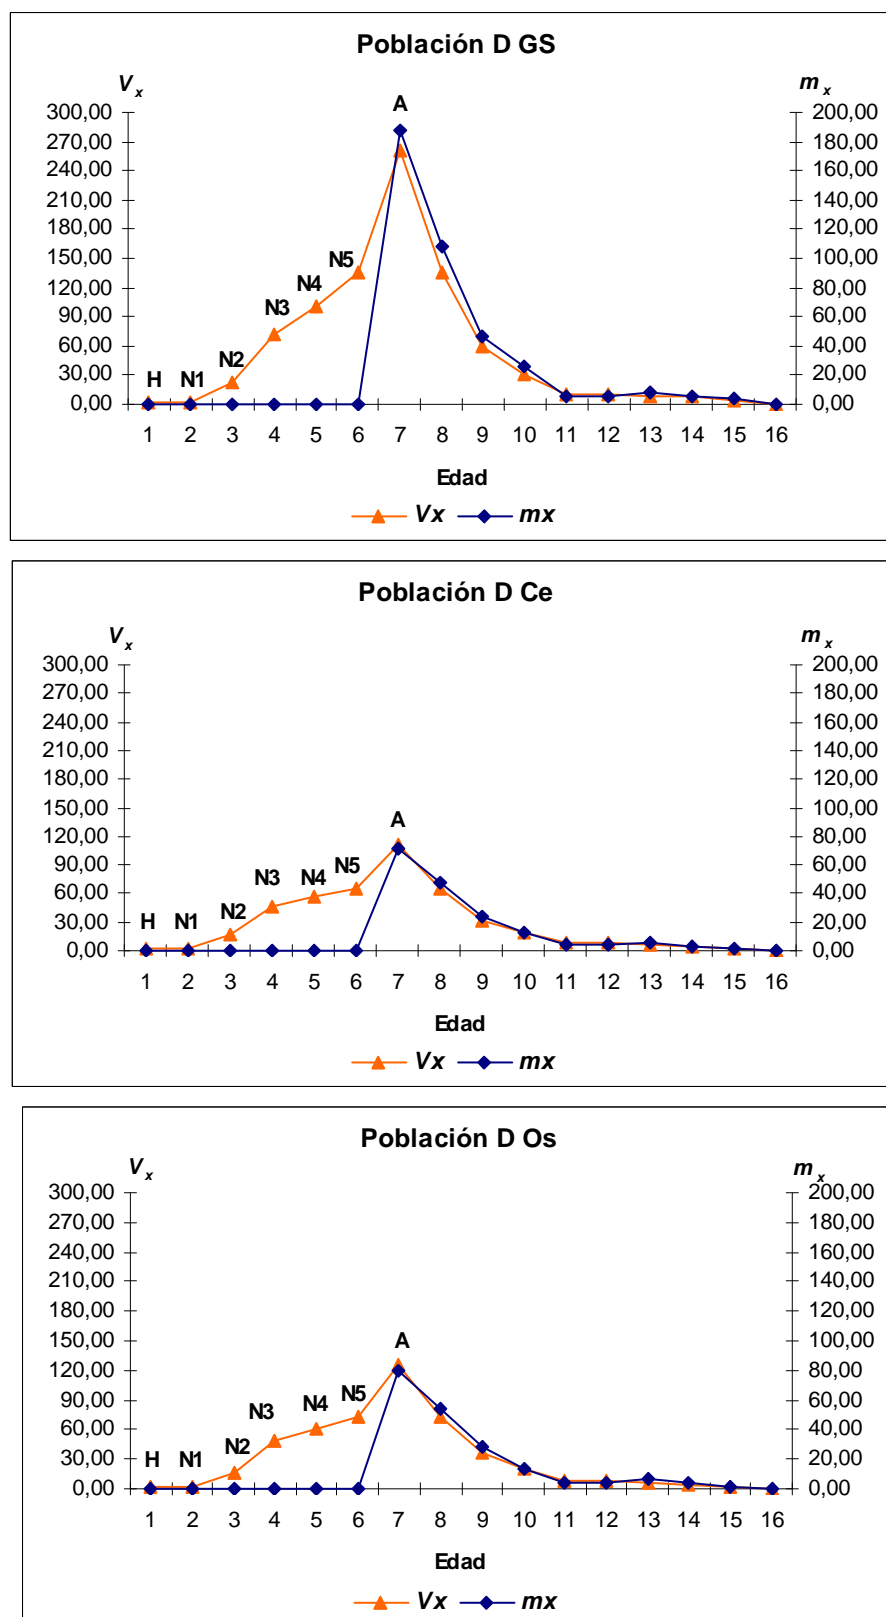 Población D GS
Vx mx
300,00 200,00
270,00 180,00
240,00 160,00
210,00 140,00
180,00 120,00
150,00 100,00
120,00 80,00
90,00 60,00
60,00 40,00
30,00 20,00
0,00 0,00
H N1 N2 N3 N4 N5 A
1 2 3 4 5 6 7 8 9 10 11 12 13 14 15 16
Edad
Vx mx
Población D Ce
Vx mx
300,00 200,00
270,00 180,00
240,00 160,00
210,00 140,00
180,00 120,00
150,00 100,00
120,00 80,00
90,00 60,00
60,00 40,00
30,00 20,00
0,00 0,00
H N1 N2 N3 N4 N5 A
1 2 3 4 5 6 7 8 9 10 11 12 13 14 15 16
Edad
Vx mx
Población D Os
Vx mx
300,00 200,00
270,00 180,00
240,00 160,00
210,00 140,00
180,00 120,00
150,00 100,00
120,00 80,00
90,00 60,00
60,00 40,00
30,00 20,00
0,00 0,00
H N1 N2 N3 N4 N5 A
1 2 3 4 5 6 7 8 9 10 11 12 13 14 15 16
Edad
Vx mx